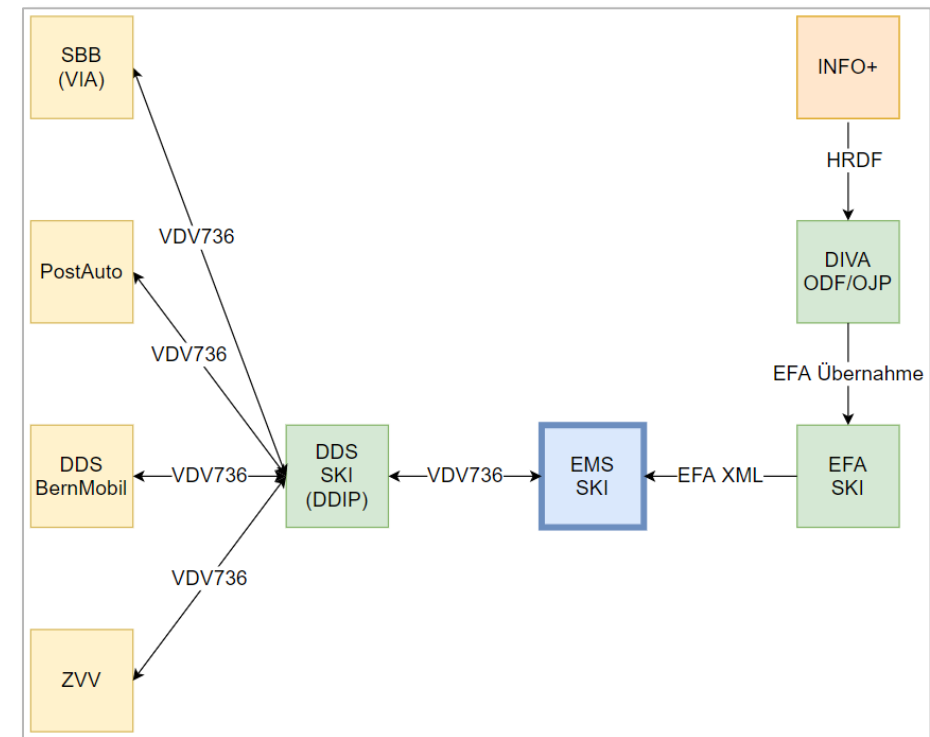 SBB
(VIA)
INFO+
HRDF
VDV736
PostAuto
DIVA
ODF/OJP
VDV736
EFA Übernahme
DDS
BernMobil
VDV736
DDS
SKI
(DDIP)
VDV736
EMS
SKI
EFA XML
EFA
SKI
VDV736
ZVV